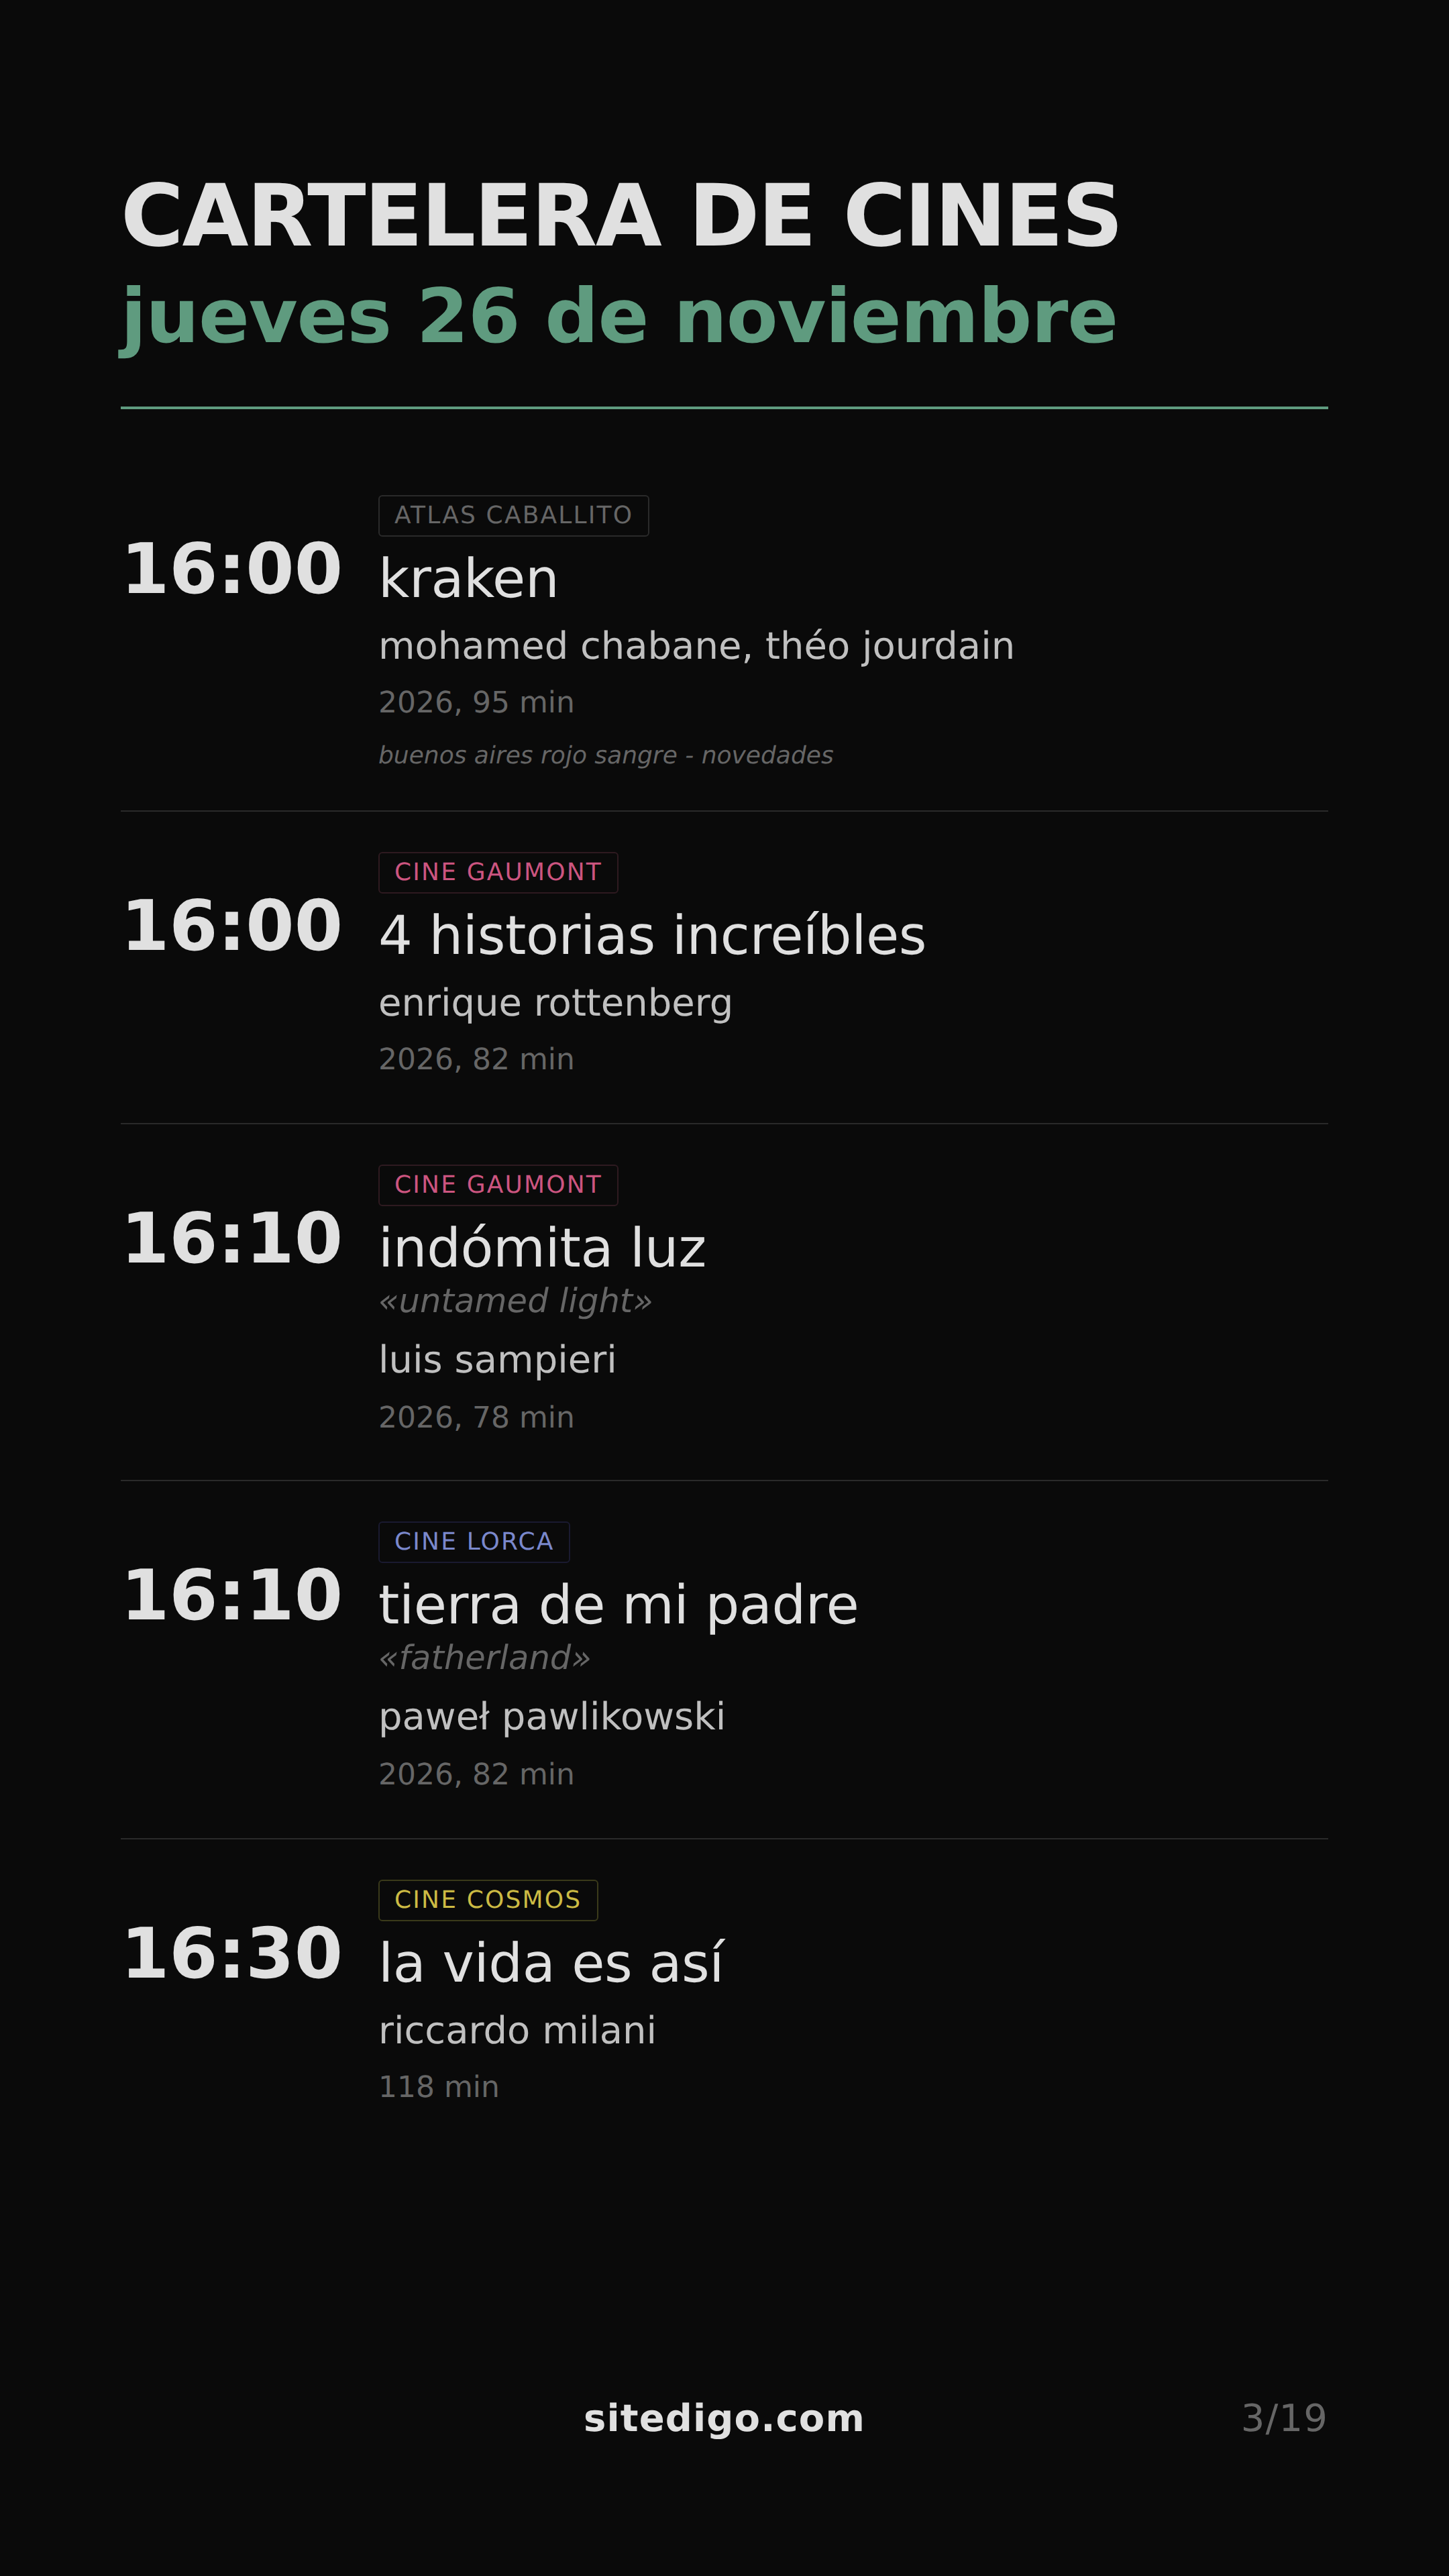 CARTELERA DE CINES
jueves 26 de noviembre
ATLAS CABALLITO
16:00
kraken
mohamed chabane, théo jourdain
2026, 95 min
buenos aires rojo sangre - novedades
CINE GAUMONT
16:00
4 historias increíbles
enrique rottenberg
2026, 82 min
CINE GAUMONT
16:10
indómita luz
«untamed light»
luis sampieri
2026, 78 min
CINE LORCA
16:10
tierra de mi padre
«fatherland»
paweł pawlikowski
2026, 82 min
CINE COSMOS
16:30
la vida es así
riccardo milani
118 min
sitedigo.com
3/19